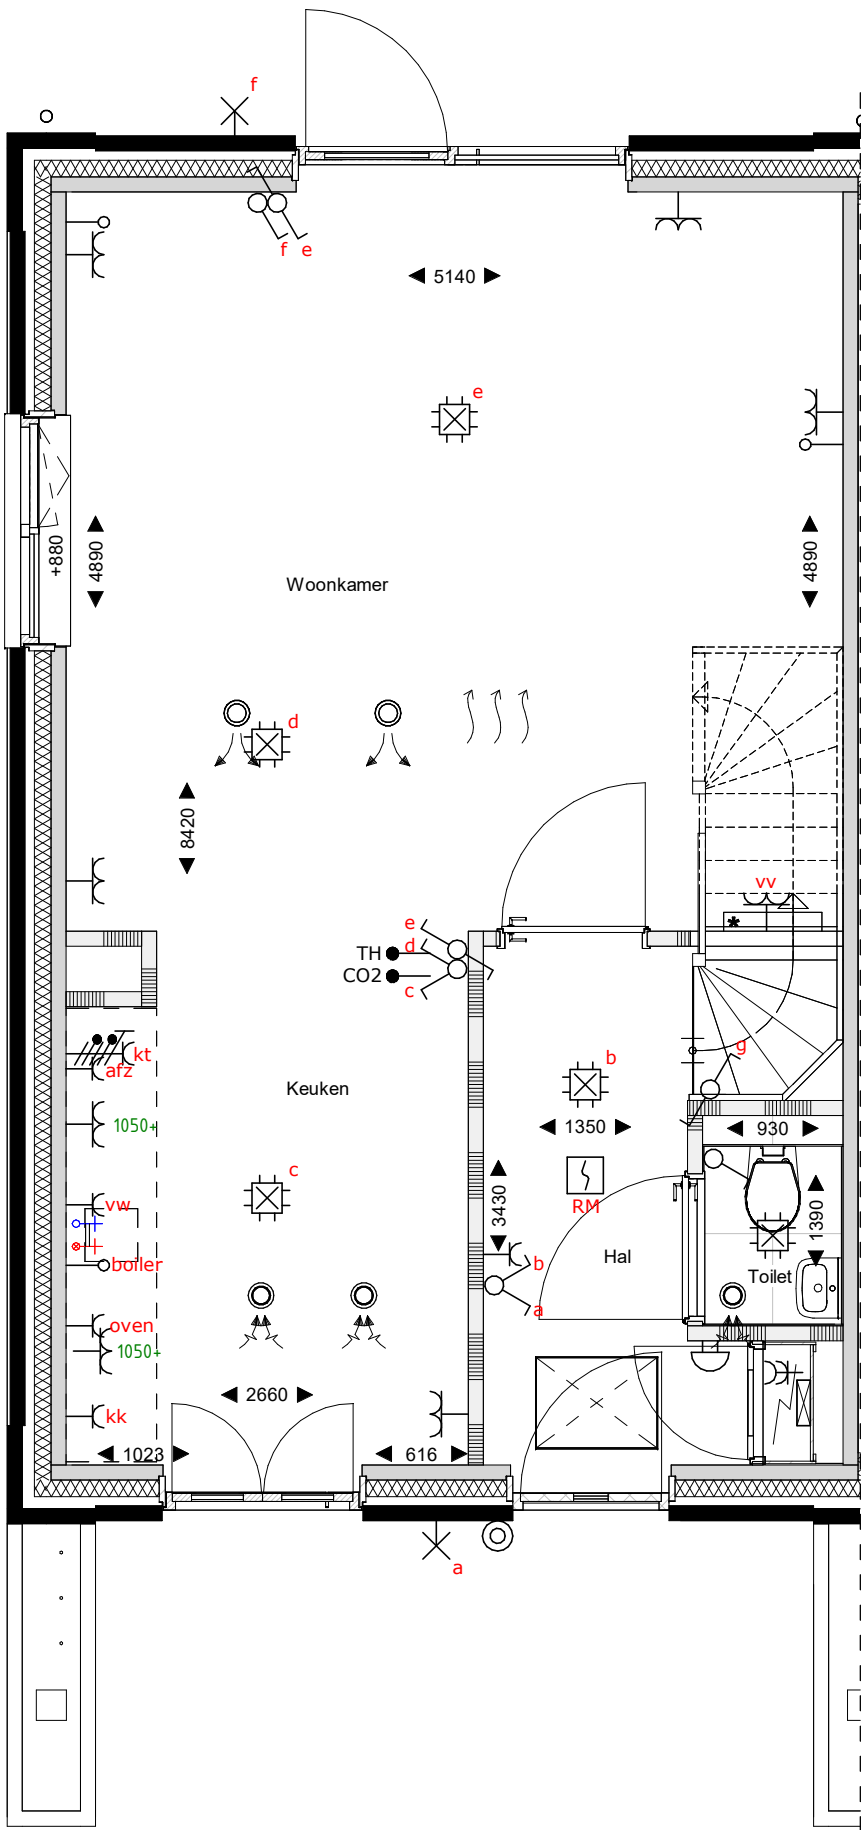 f
f e
5140
e
+880
4890
4890
Woonkamer
d
8420
vv
*
e
TH
d
CO2
c
g
kt
afz
b
Keuken
1050+
1350
930
c
RM
3430
1390
vw
b
Hal
boiler
Toilet
a
oven
1050+
2660
kk
1023
616
a